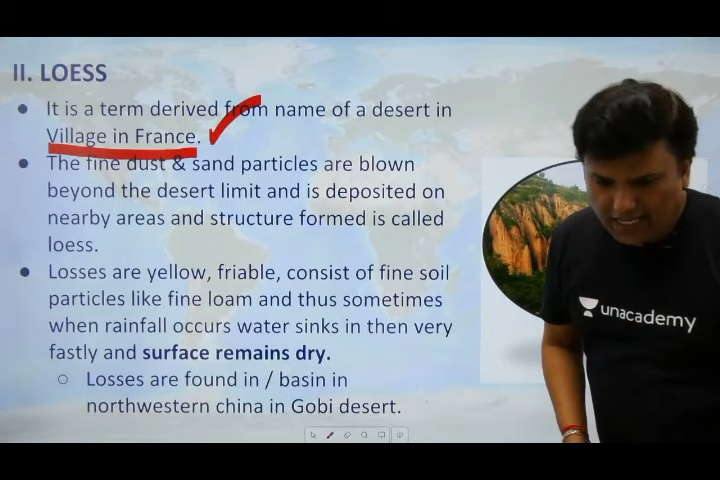 II. LOESS
● It is a term derived from name of a desert in
Village in France.
● The fine dust & sand particles are blown
beyond the desert limit and is deposited on
nearby areas and structure formed is called
loess.
● Losses are yellow, friable, consist of fine soil
particles like fine loam and thus sometimes
when rainfall occurs water sinks in then very
fastly and surface remains dry.
○ Losses are found in / basin in
northwestern china in Gobi desert.
unacademy